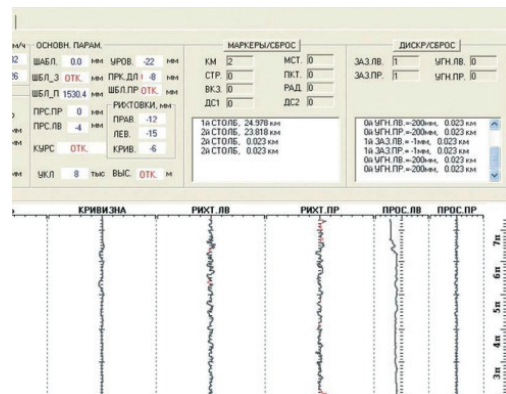 м/ч ОСНОВН. ПАРАМ. МАРКЕРЫ/СБРОС ДИСКР/СБРОС
ШАБЛ. 0.0 мм УРОВ. -22 мм КМ 2 МСТ. 0 ЗАЗ.ЛВ. 1 УГН.ЛВ. 0
ШБЛ_З ОТК. мм ПРК.ДЛ -8 мм СТР. 0 ПКТ. 0 ЗАЗ.ПР. 1 УГН.ПР. 0
ШБЛ_П 1530.4 мм ШБЛ.ПР ОТК. мм ВКЗ. 0 РАД 0
ПРС.ПР 0 мм РИХТОВКИ, мм ДС1 0 ДС2 0
ПРС.ЛВ -4 мм ПРАВ. -12
ЛЕВ. -15
КУРС ОТК. КРИВ. -6
УКЛ 8 тыс ВЫС. ОТК. м
1й СТОЛБ, 24.978 км
2й СТОЛБ, 23.818 км
2й СТОЛБ, 0.023 км
2й СТОЛБ, 0.023 км
0й УГН.ЛВ.=-200мм, 0.023 км
0й УГН.ПР.=-200мм, 0.023 км
1й ЗАЗ.ЛВ.= -1мм, 0.023 км
1й ЗАЗ.ПР.= -1мм, 0.023 км
0й УГН.ЛВ.=-200мм, 0.023 км
0й УГН.ПР.=-200мм, 0.023 км
КРИВИЗНА РИХТ.ЛВ РИХТ.ПР ПРОС.ЛВ ПРОС.ПР
7п
6п
5п
4п
3п